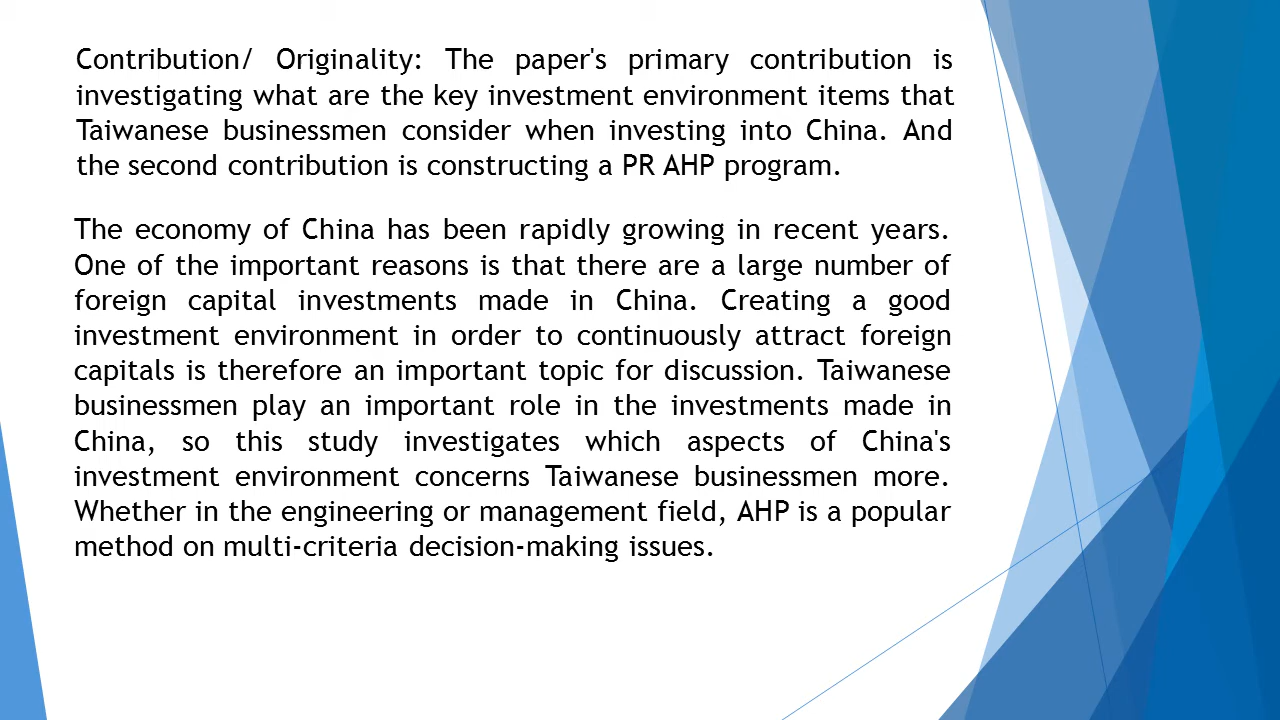 Contribution/ Originality: The paper's primary contribution is
investigating what are the key investment environment items that
Taiwanese businessmen consider when investing into China. And
the second contribution is constructing a PR AHP program.
The economy of China has been rapidly growing in recent years.
One of the important reasons is that there are a large number of
foreign capital investments made in China. Creating a good
investment environment in order to continuously attract foreign
capitals is therefore an important topic for discussion. Taiwanese
businessmen play an important role in the investments made in
China, so this study investigates which aspects of China's
investment environment concerns Taiwanese businessmen more.
Whether in the engineering or management field, AHP is a popular
method on multi-criteria decision-making issues.